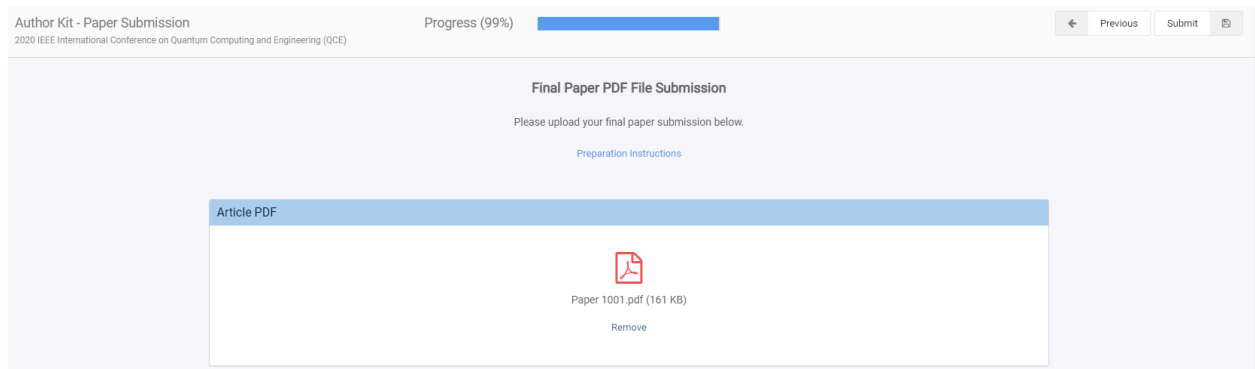 Author Kit - Paper Submission
2020 IEEE International Conference on Quantum Computing and Engineering (QCE)
Progress (99%)
Previous
Submit
Final Paper PDF File Submission
Please upload your final paper submission below.
Preparation Instructions
Article PDF
Paper 1001.pdf (161 KB)
Remove